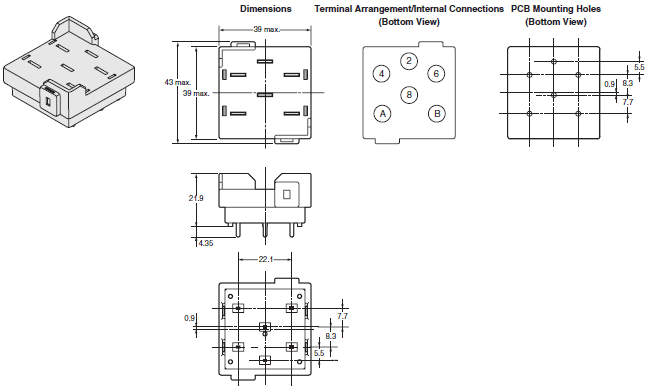 Dimensions
Terminal Arrangement/Internal Connections
(Bottom View)
PCB Mounting Holes
(Bottom View)
39 max.
43 max.
39 max.
2
4
6
8
A
B
5.5
0.9
8.3
7.7
21.9
4.35
22.1
0.9
7.7
8.3
5.5